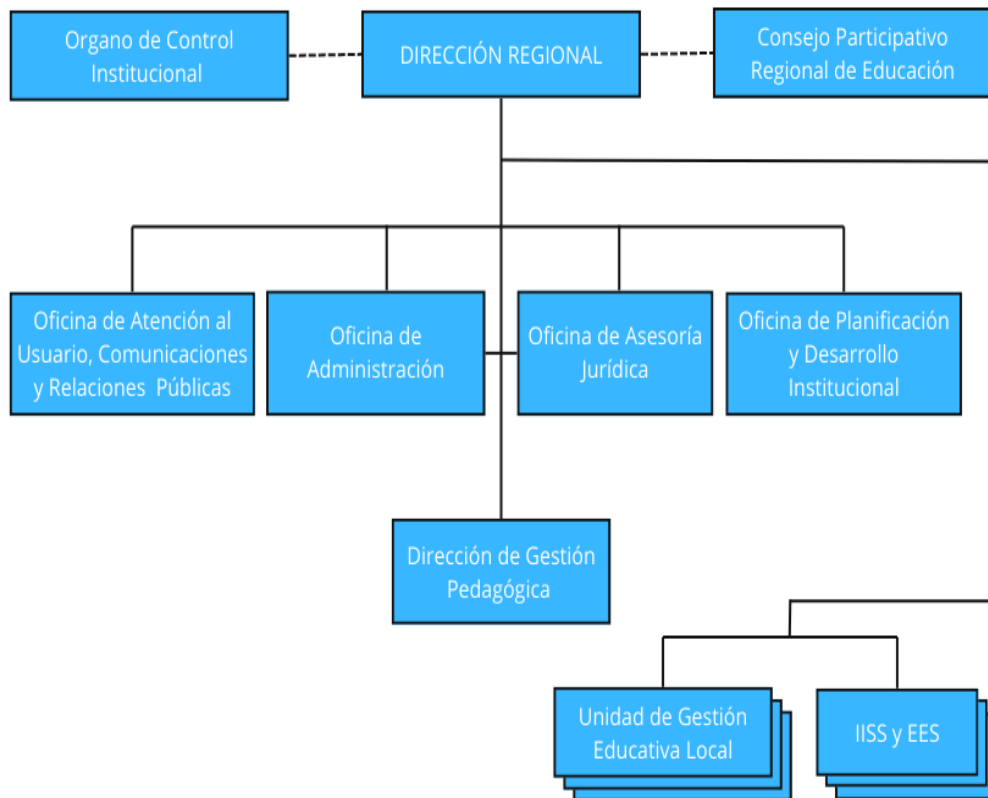 Organo de Control
Institucional
DIRECCIÓN REGIONAL
Consejo Participativo
Regional de Educación
Oficina de Atención al
Usuario, Comunicaciones
y Relaciones Públicas
Oficina de
Administración
Oficina de Asesoría
Jurídica
Oficina de Planificación
y Desarrollo
Institucional
Dirección de Gestión
Pedagógica
Unidad de Gestión
Educativa Local
IISS y EES